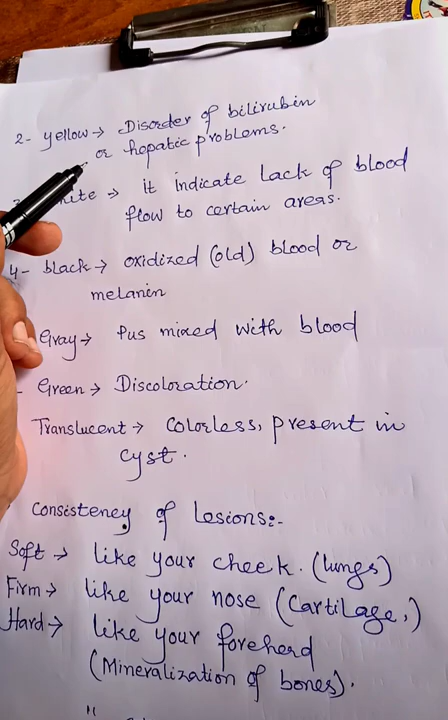 2- yellow → Disorder of bilirubin
or hepatic problems.
→ it indicate Lack of blood
flow to certain areas.
4- black → oxidized (old) blood or
melanin
Gray → Pus mixed with blood
- Green → Discoloration.
Translucent → Colorless, present in
cyst.
Consistency of Lesions:-
Soft → like your cheek. (lungs)
Firm → like your nose (Cartilage,)
Hard → like your forehead
(Mineralization of bones).